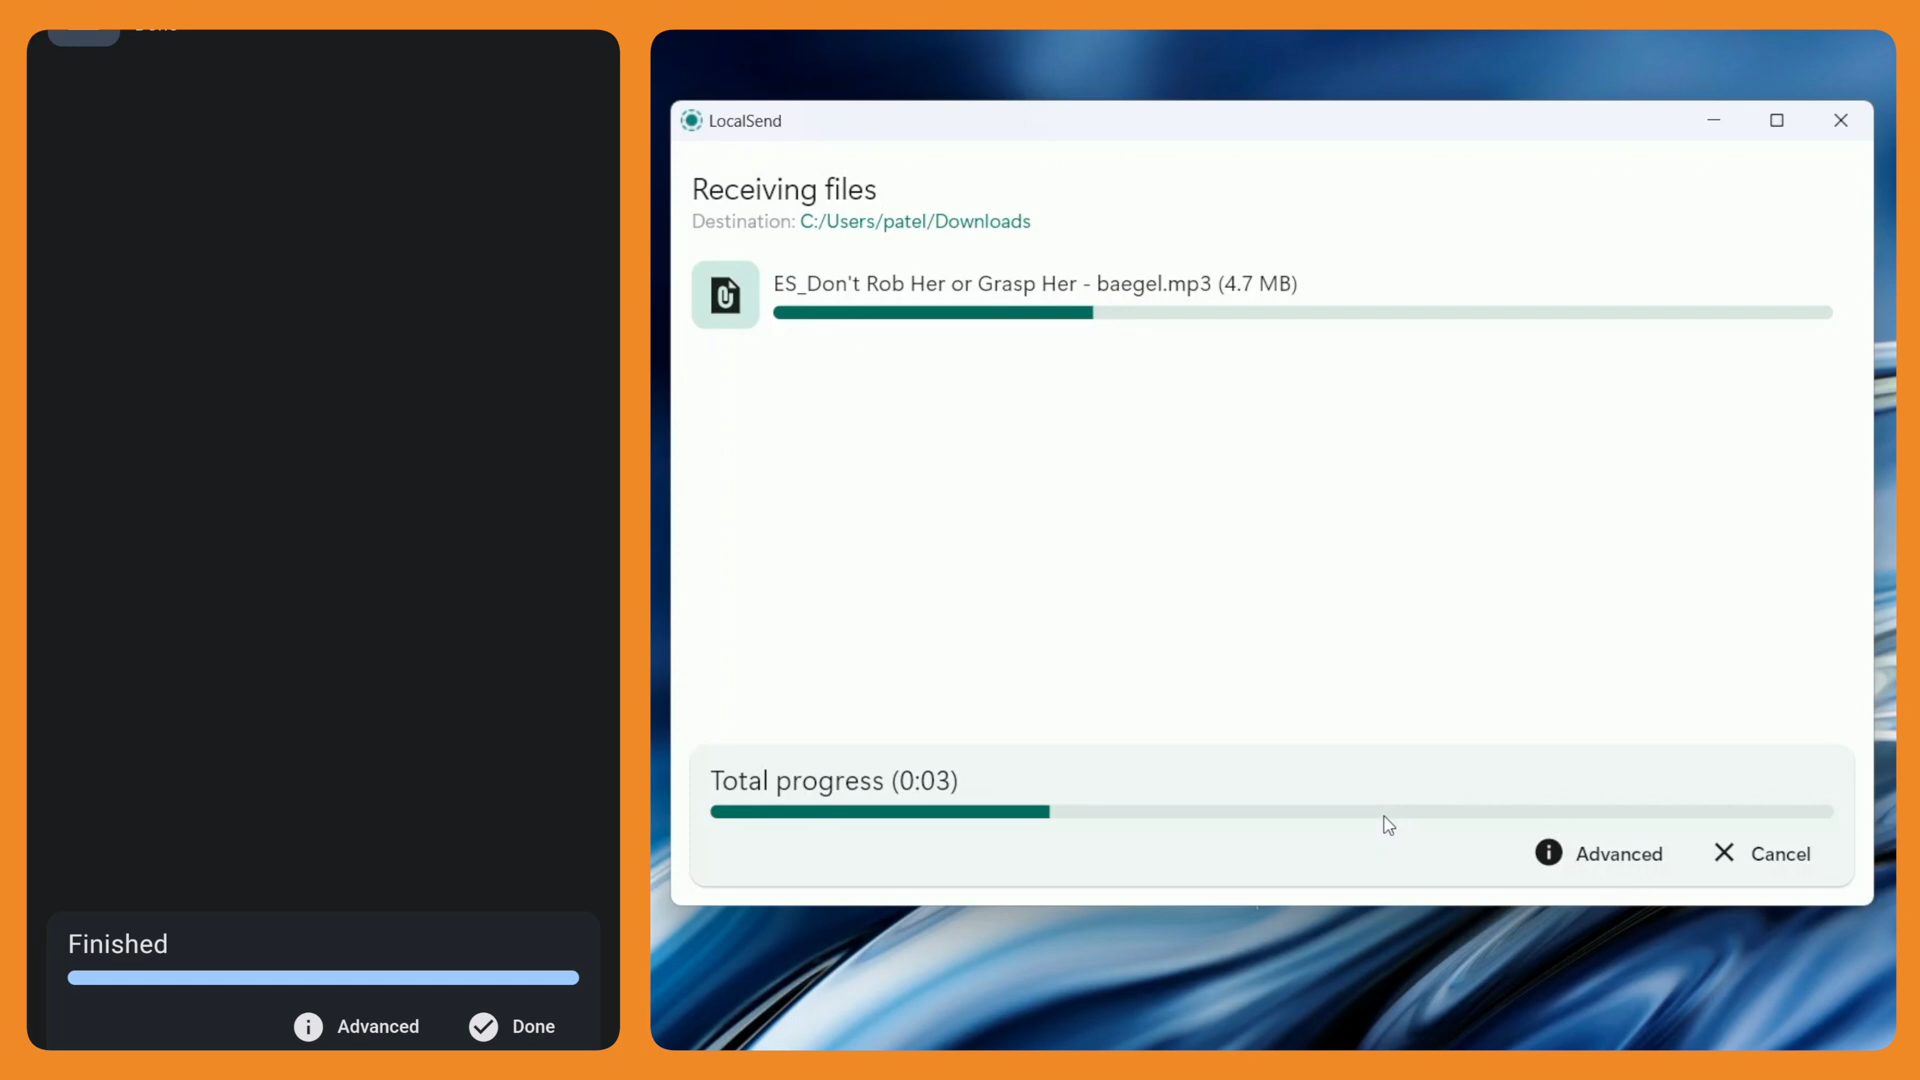 Finished
Advanced
Done
LocalSend
Receiving files
Destination: C:/Users/patel/Downloads
ES_Don't Rob Her or Grasp Her - baegel.mp3 (4.7 MB)
Total progress (0:03)
Advanced
Cancel